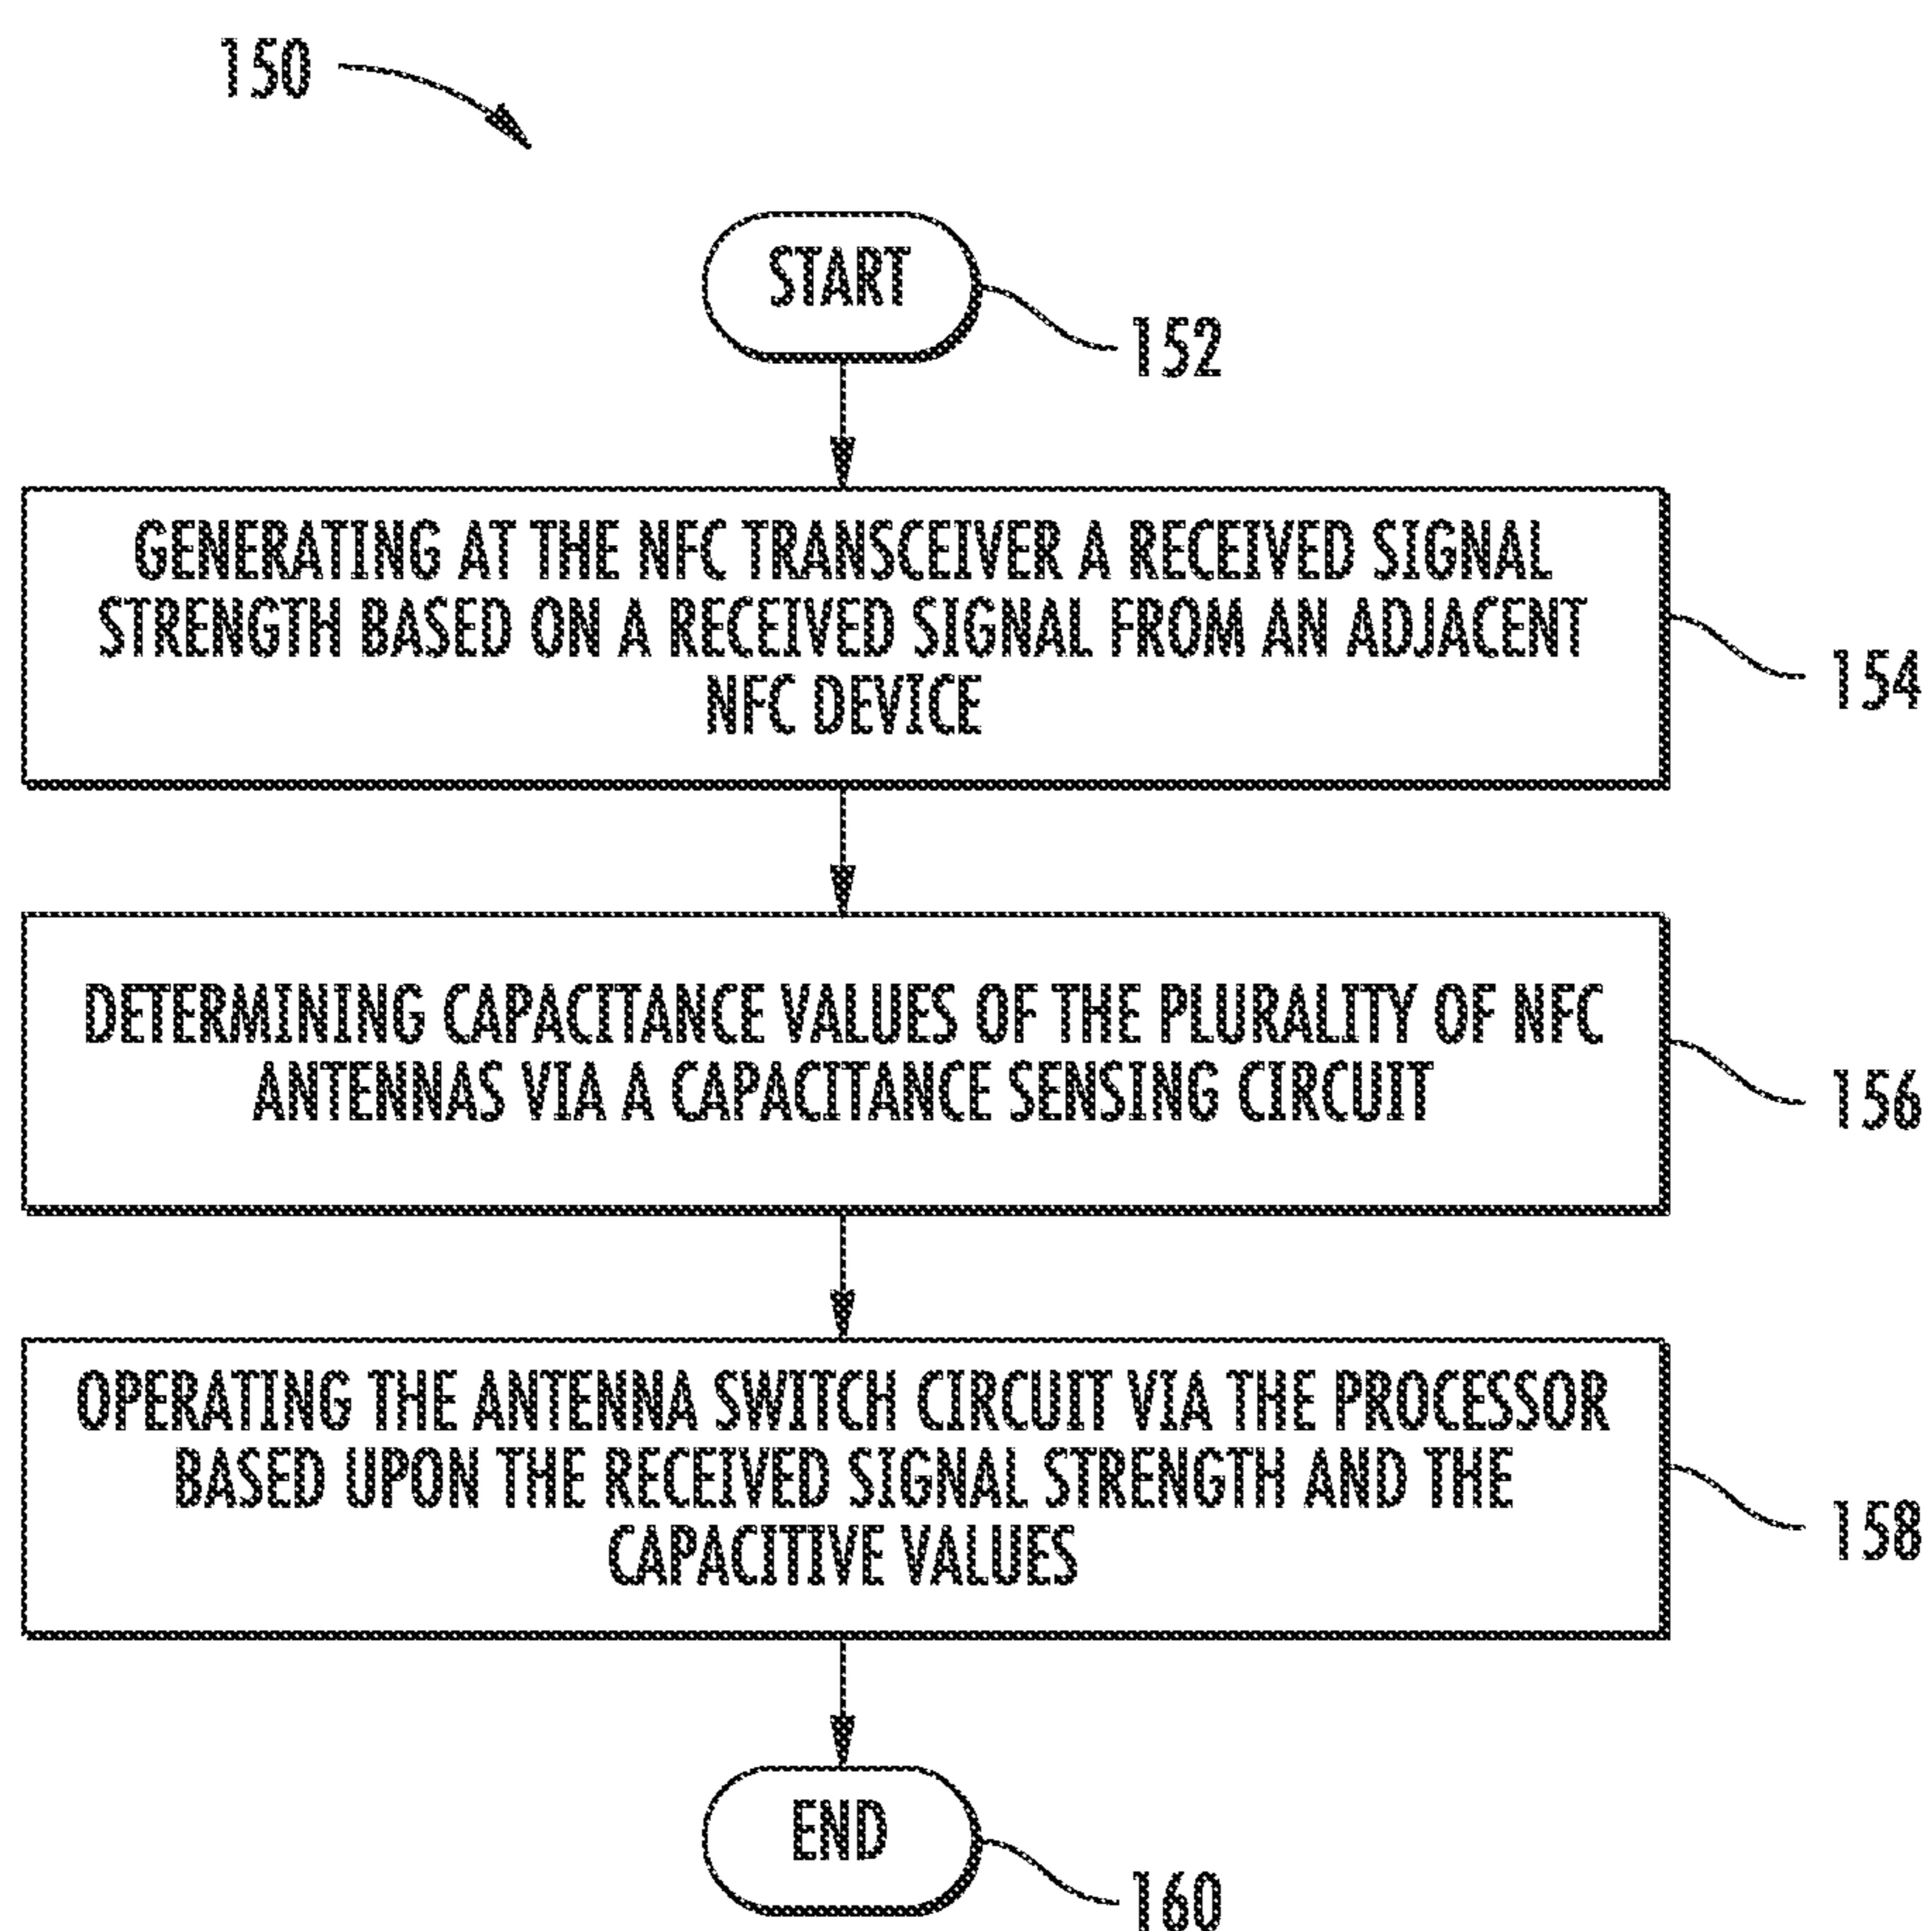 150
START
152
GENERATING AT THE NFC TRANSCEIVER A RECEIVED SIGNAL
STRENGTH BASED ON A RECEIVED SIGNAL FROM AN ADJACENT
NFC DEVICE
154
DETERMINING CAPACITANCE VALUES OF THE PLURALITY OF NFC
ANTENNAS VIA A CAPACITANCE SENSING CIRCUIT
156
OPERATING THE ANTENNA SWITCH CIRCUIT VIA THE PROCESSOR
BASED UPON THE RECEIVED SIGNAL STRENGTH AND THE
CAPACITIVE VALUES
158
END
160